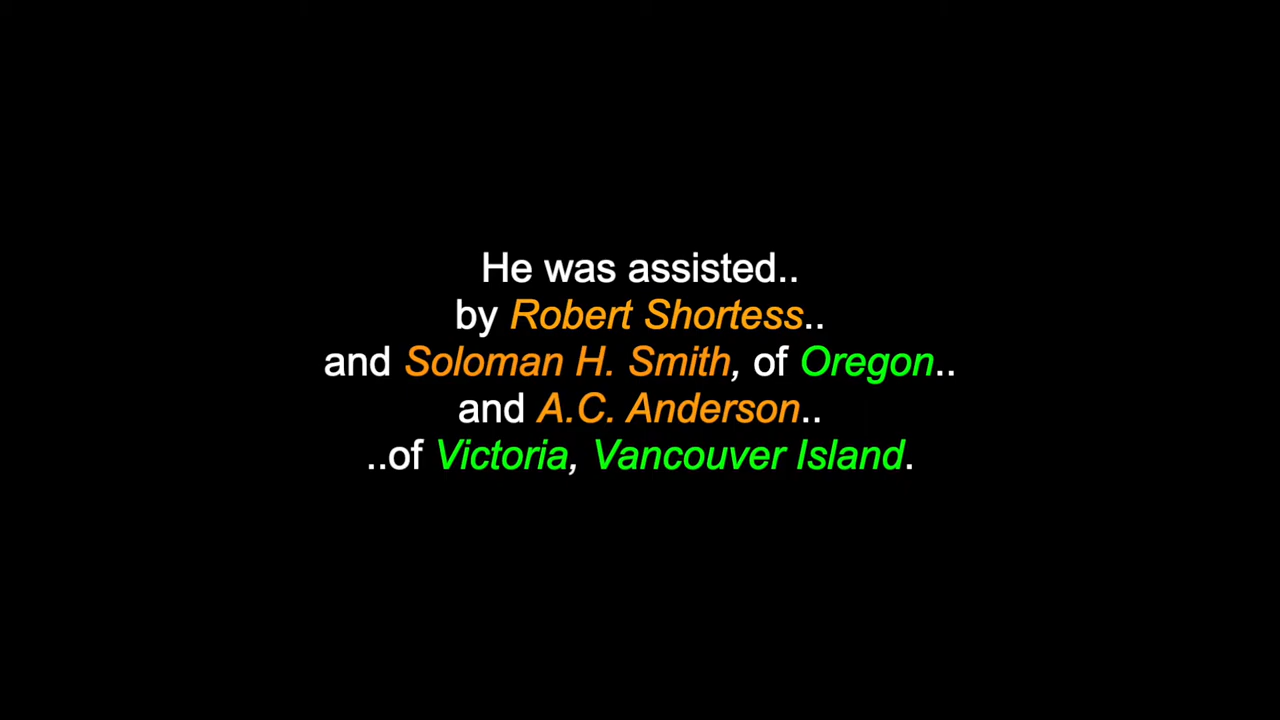 He was assisted..
by Robert Shortess..
and Soloman H. Smith, of Oregon..
and A.C. Anderson..
..of Victoria, Vancouver Island.